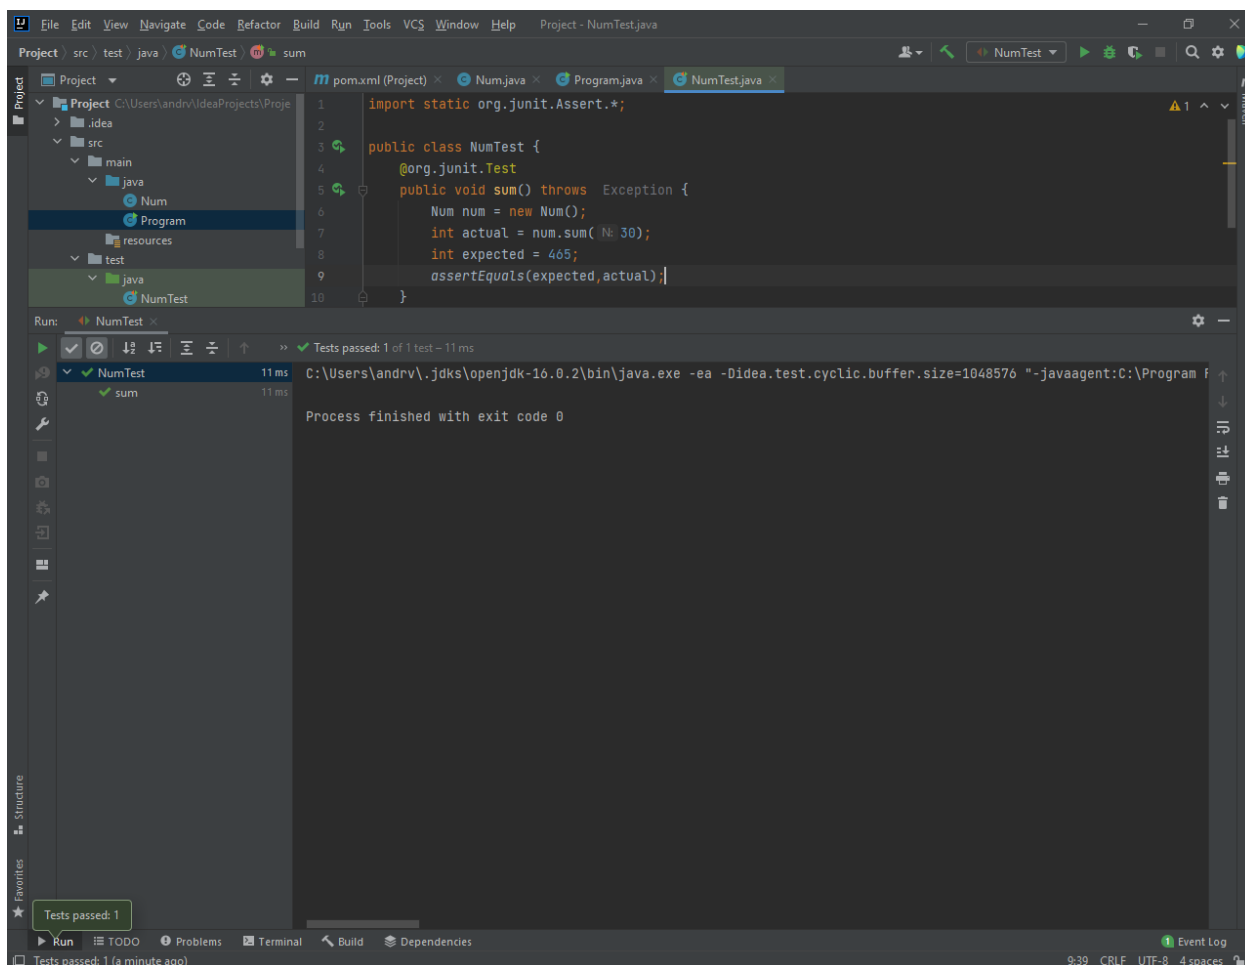 File Edit View Navigate Code Refactor Build Run Tools VCS Window Help Project - NumTest.java
Project src test java NumTest m sum NumTest
Project
Project
m pom.xml (Project) Num.java Program.java NumTest.java
Project C:\Users\andrv\IdeaProjects\Proje
.idea
src
main
java
Num
Program
resources
test
java
NumTest
1 import static org.junit.Assert.*;
2
3 public class NumTest {
4 @org.junit.Test
5 public void sum() throws Exception {
6 Num num = new Num();
7 int actual = num.sum( N: 30);
8 int expected = 465;
9 assertEquals(expected,actual);
10 }
1
Run: NumTest
Tests passed: 1 of 1 test – 11 ms
NumTest 11 ms
sum 11 ms
C:\Users\andrv\.jdks\openjdk-16.0.2\bin\java.exe -ea -Didea.test.cyclic.buffer.size=1048576 "-javaagent:C:\Program F
Process finished with exit code 0
Structure
Favorites
Tests passed: 1
Run TODO Problems Terminal Build Dependencies 1 Event Log
Tests passed: 1 (a minute ago) 9:39 CRLF UTF-8 4 spaces